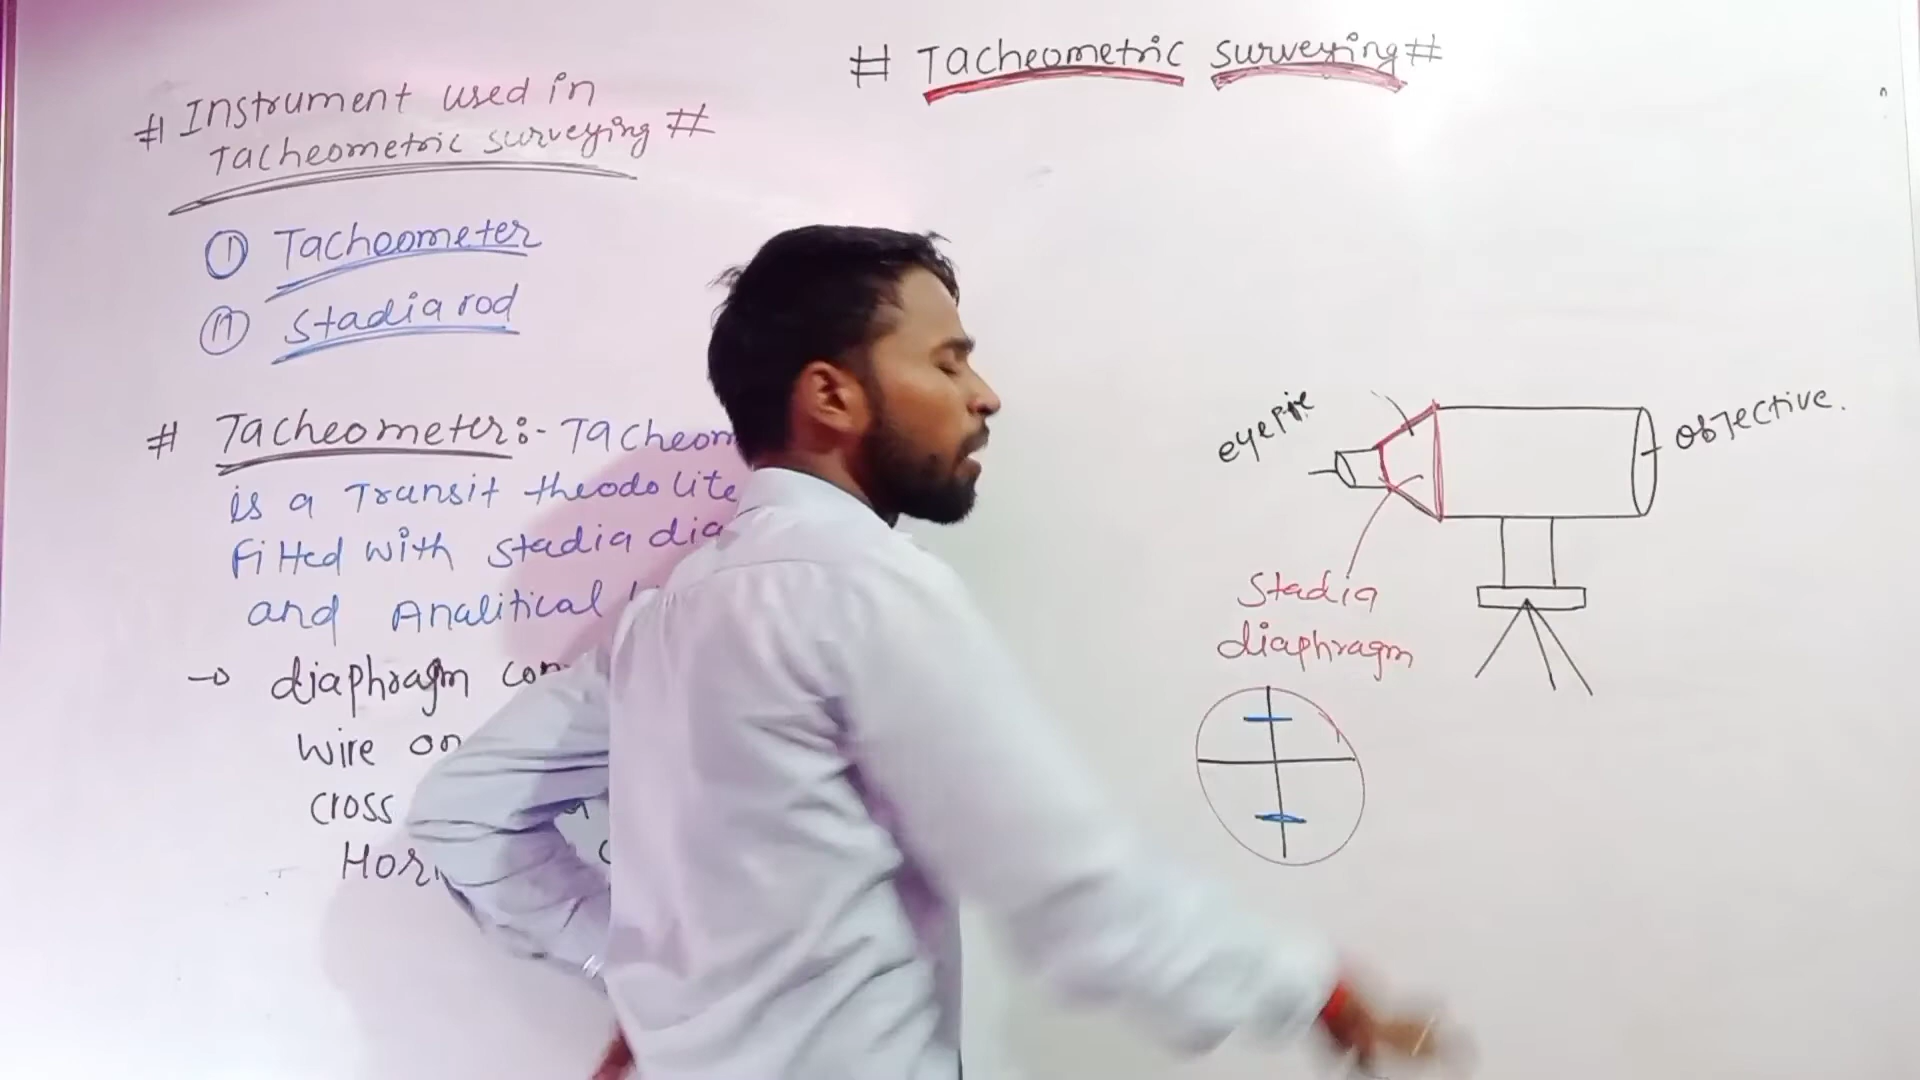 # Tacheometric surveying #
# Instrument used in
Tacheometric surveying #
① Tacheometer
② Stadia rod
# Tacheometer:- Tacheom
is a Transit theodolite
Fitted with stadia dia
and Analitical
→ diaphragm con
wire on
cross
Hori
eyepie
objective.
Stadia
diaphragm